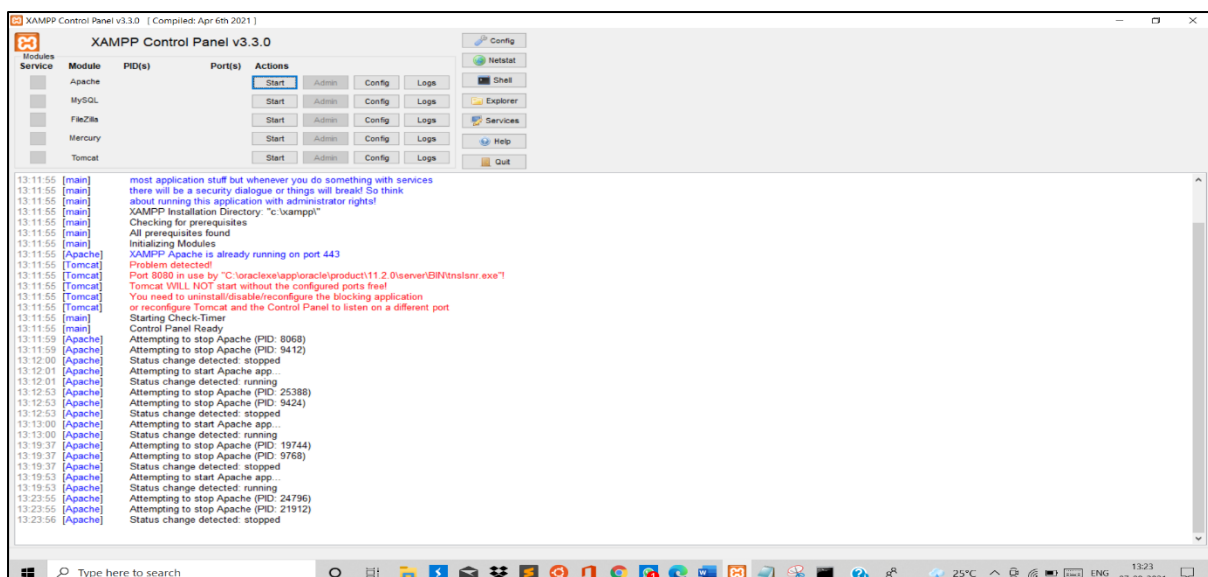 XAMPP Control Panel v3.3.0 [ Compiled: Apr 6th 2021 ]
XAMPP Control Panel v3.3.0
Config
Modules
Service Module PID(s) Port(s) Actions
Netstat
Apache Start Admin Config Logs
Shell
MySQL Start Admin Config Logs
Explorer
FileZilla Start Admin Config Logs
Services
Mercury Start Admin Config Logs
Help
Tomcat Start Admin Config Logs
Quit
13:11:55 [main] most application stuff but whenever you do something with services
13:11:55 [main] there will be a security dialogue or things will break! So think
13:11:55 [main] about running this application with administrator rights!
13:11:55 [main] XAMPP Installation Directory: "c:\xampp\"
13:11:55 [main] Checking for prerequisites
13:11:55 [main] All prerequisites found
13:11:55 [main] Initializing Modules
13:11:55 [Apache] XAMPP Apache is already running on port 443
13:11:55 [Tomcat] Problem detected!
13:11:55 [Tomcat] Port 8080 in use by "C:\oraclexe\app\oracle\product\11.2.0\server\BIN\tnslsnr.exe"!
13:11:55 [Tomcat] Tomcat WILL NOT start without the configured ports free!
13:11:55 [Tomcat] You need to uninstall/disable/reconfigure the blocking application
13:11:55 [Tomcat] or reconfigure Tomcat and the Control Panel to listen on a different port
13:11:55 [main] Starting Check-Timer
13:11:55 [main] Control Panel Ready
13:11:59 [Apache] Attempting to stop Apache (PID: 8068)
13:11:59 [Apache] Attempting to stop Apache (PID: 9412)
13:12:00 [Apache] Status change detected: stopped
13:12:01 [Apache] Attempting to start Apache app...
13:12:01 [Apache] Status change detected: running
13:12:53 [Apache] Attempting to stop Apache (PID: 25388)
13:12:53 [Apache] Attempting to stop Apache (PID: 9424)
13:12:53 [Apache] Status change detected: stopped
13:13:00 [Apache] Attempting to start Apache app...
13:13:00 [Apache] Status change detected: running
13:19:37 [Apache] Attempting to stop Apache (PID: 19744)
13:19:37 [Apache] Attempting to stop Apache (PID: 9768)
13:19:37 [Apache] Status change detected: stopped
13:19:53 [Apache] Attempting to start Apache app...
13:19:53 [Apache] Status change detected: running
13:23:55 [Apache] Attempting to stop Apache (PID: 24796)
13:23:55 [Apache] Attempting to stop Apache (PID: 21912)
13:23:56 [Apache] Status change detected: stopped
Type here to search
25°C
ENG
13:23